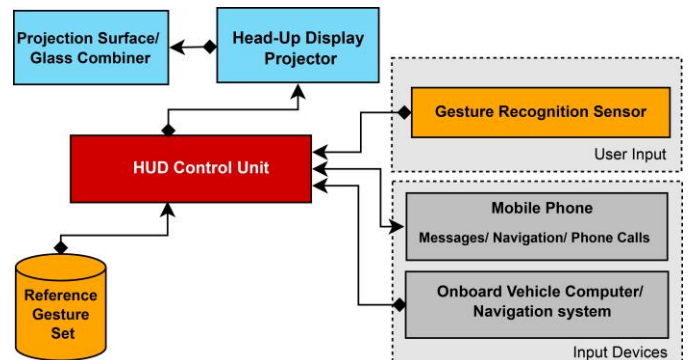 Projection Surface/
Glass Combiner
Head-Up Display
Projector
Gesture Recognition Sensor
User Input
HUD Control Unit
Mobile Phone
Messages/ Navigation/ Phone Calls
Onboard Vehicle Computer/
Navigation system
Input Devices
Reference
Gesture
Set